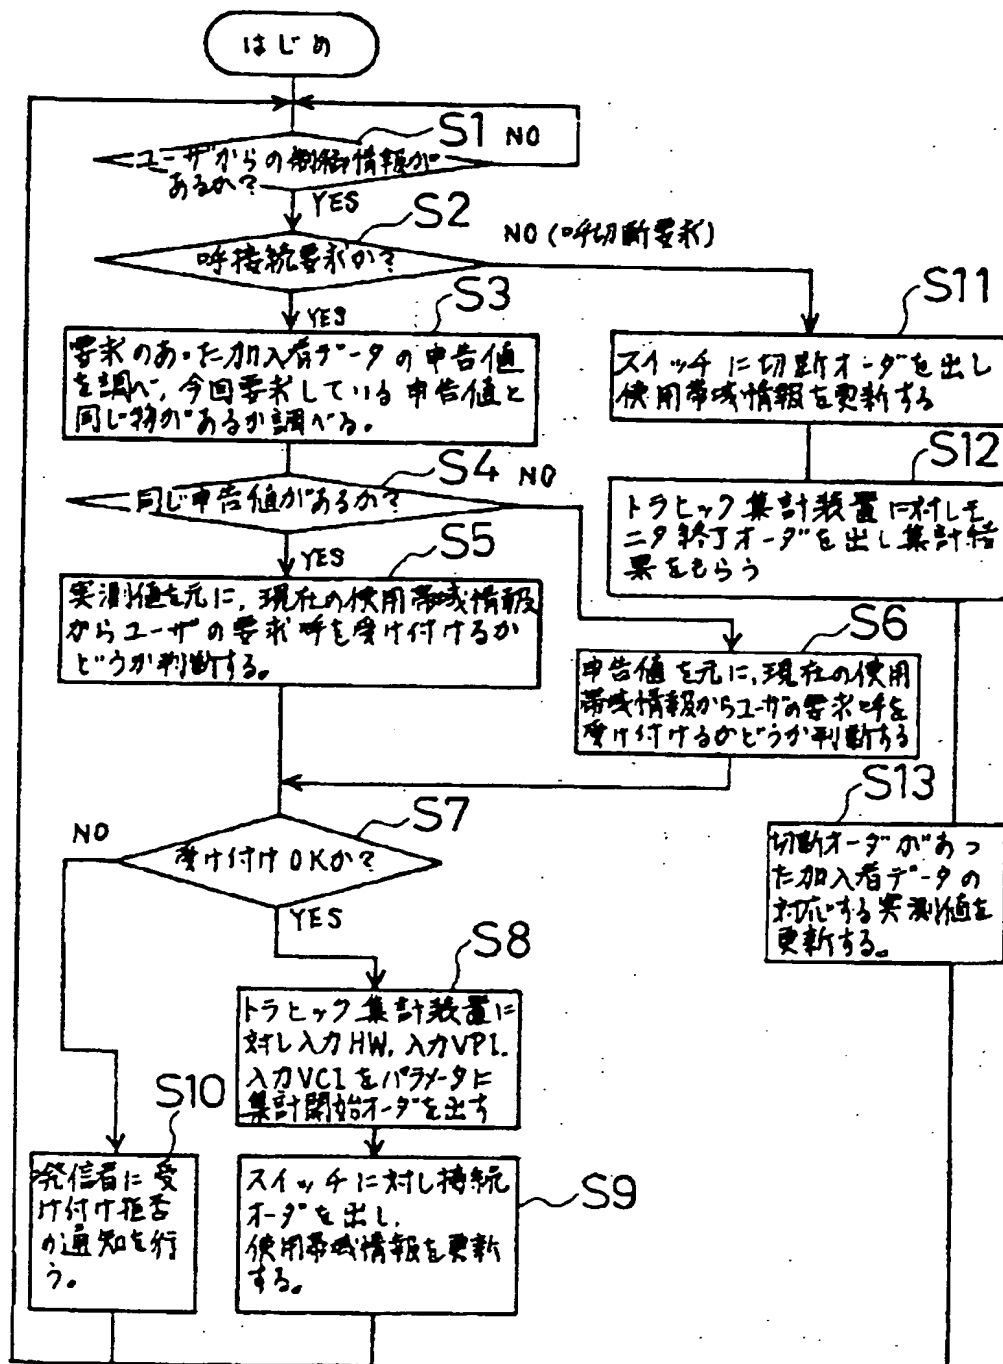 はじめ
S1
NO
ユーザからの制御情報が
あるか?
YES
S2
NO(呼切断要求)
呼接続要求か?
YES
S3
要求のあった加入者データの申告値
を調べ,今回要求している申告値と
同じ物があるか調べる。
S11
スイッチに切断オーダを出し
使用帯域情報を更新する
S4
NO
同じ申告値があるか?
YES
S12
トラヒック集計装置に対しモ
ニタ終了オーダを出し集計結
果をもらう
S5
実測値を元に,現在の使用帯域情報
からユーザの要求呼を受け付けるか
どうか判断する。
S6
申告値を元に,現在の使用
帯域情報からユーザの要求呼を
受け付けるかどうか判断する
S7
NO
受け付けOKか?
YES
S13
切断オーダがあっ
た加入者データの
対応する実測値を
更新する。
S8
トラヒック集計装置に
対し入力HW,入力VPI,
入力VCIをパラメータに
集計開始オーダを出す
S10
発信者に受
け付け拒否
の通知を行
う。
S9
スイッチに対し接続
オーダを出し,
使用帯域情報を更新
する。